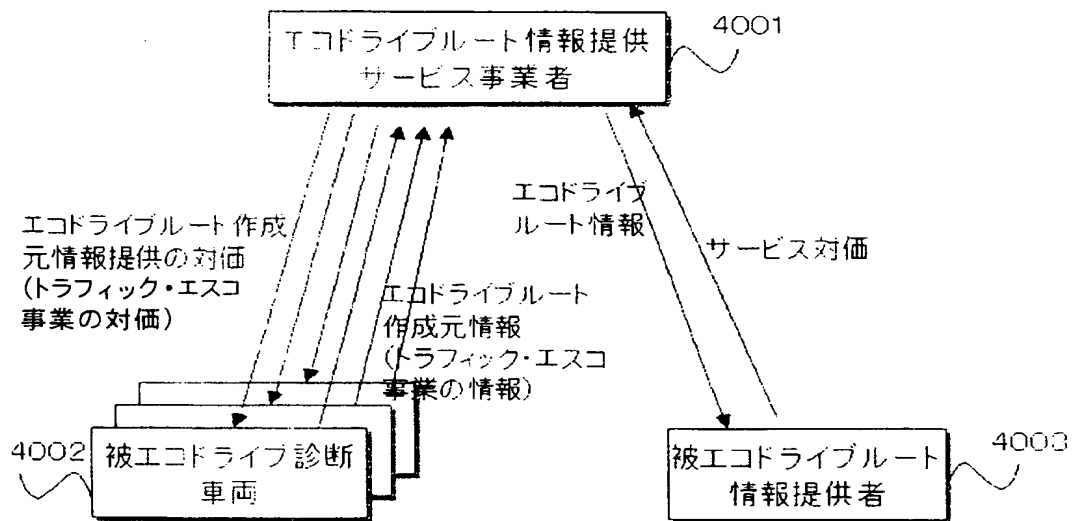 エコドライブルート情報提供
サービス事業者
4001
エコドライブルート作成
元情報提供の対価
(トラフィック・エスコ
事業の対価)
エコドライブルート
作成元情報
(トラフィック・エスコ
事業の情報)
エコドライブ
ルート情報
サービス対価
4002
被エコドライブ診断
車両
被エコドライブルート
情報提供者
4003